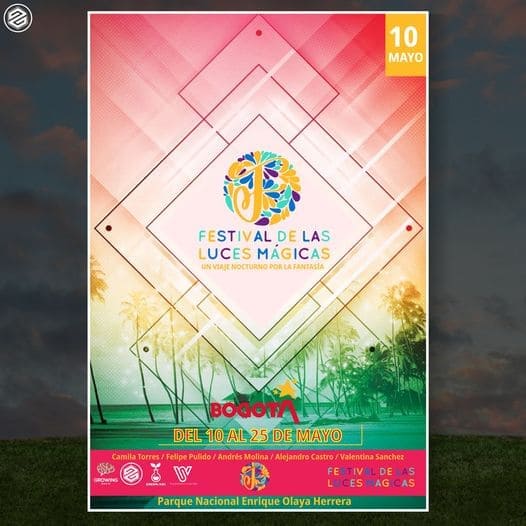 10
MAYO
FESTIVAL DE LAS
LUCES MÁGICAS
UN VIAJE NOCTURNO POR LA FANTASÍA
BOGOTÁ
DEL 10 AL 25 DE MAYO
Camila Torres / Felipe Pulido / Andrés Molina / Alejandro Castro / Valentina Sanchez
GROWING
FESTIVAL DE LAS
LUCES MÁGICAS
Parque Nacional Enrique Olaya Herrera